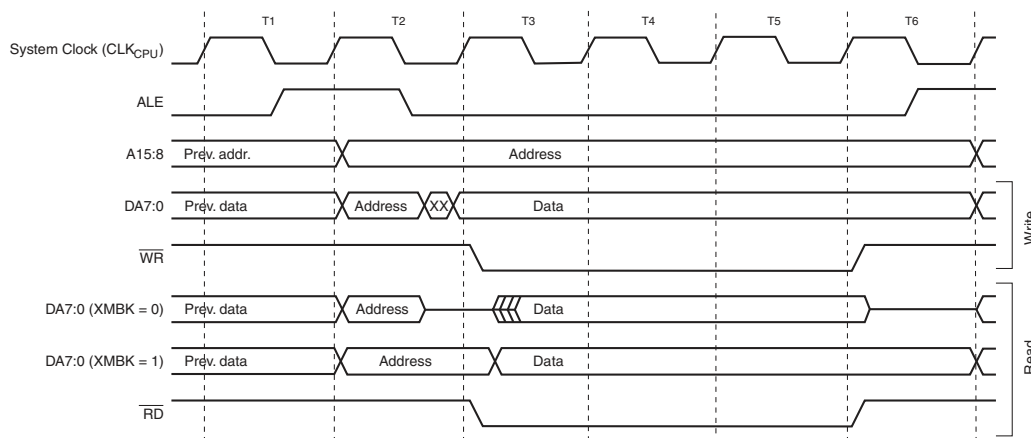 T1 T2 T3 T4 T5 T6
System Clock (CLKCPU)
ALE
A15:8 Prev. addr. Address
DA7:0 Prev. data Address XX Data
WR
Write
DA7:0 (XMBK = 0) Prev. data Address Data
DA7:0 (XMBK = 1) Prev. data Address Data
RD
Read